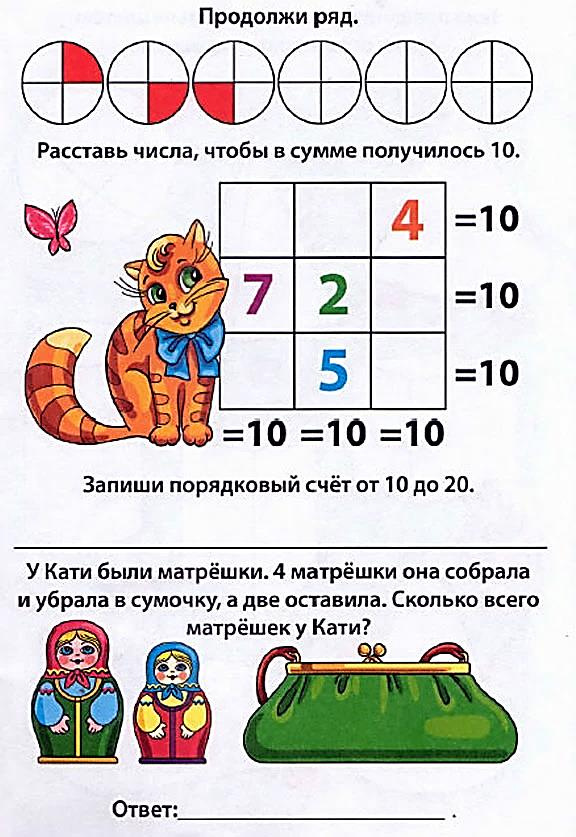 Продолжи ряд.
Расставь числа, чтобы в сумме получилось 10.
4 =10
7 2 =10
5 =10
=10 =10 =10
Запиши порядковый счёт от 10 до 20.
У Кати были матрёшки. 4 матрёшки она собрала
и убрала в сумочку, а две оставила. Сколько всего
матрёшек у Кати?
Ответ:____________________ .